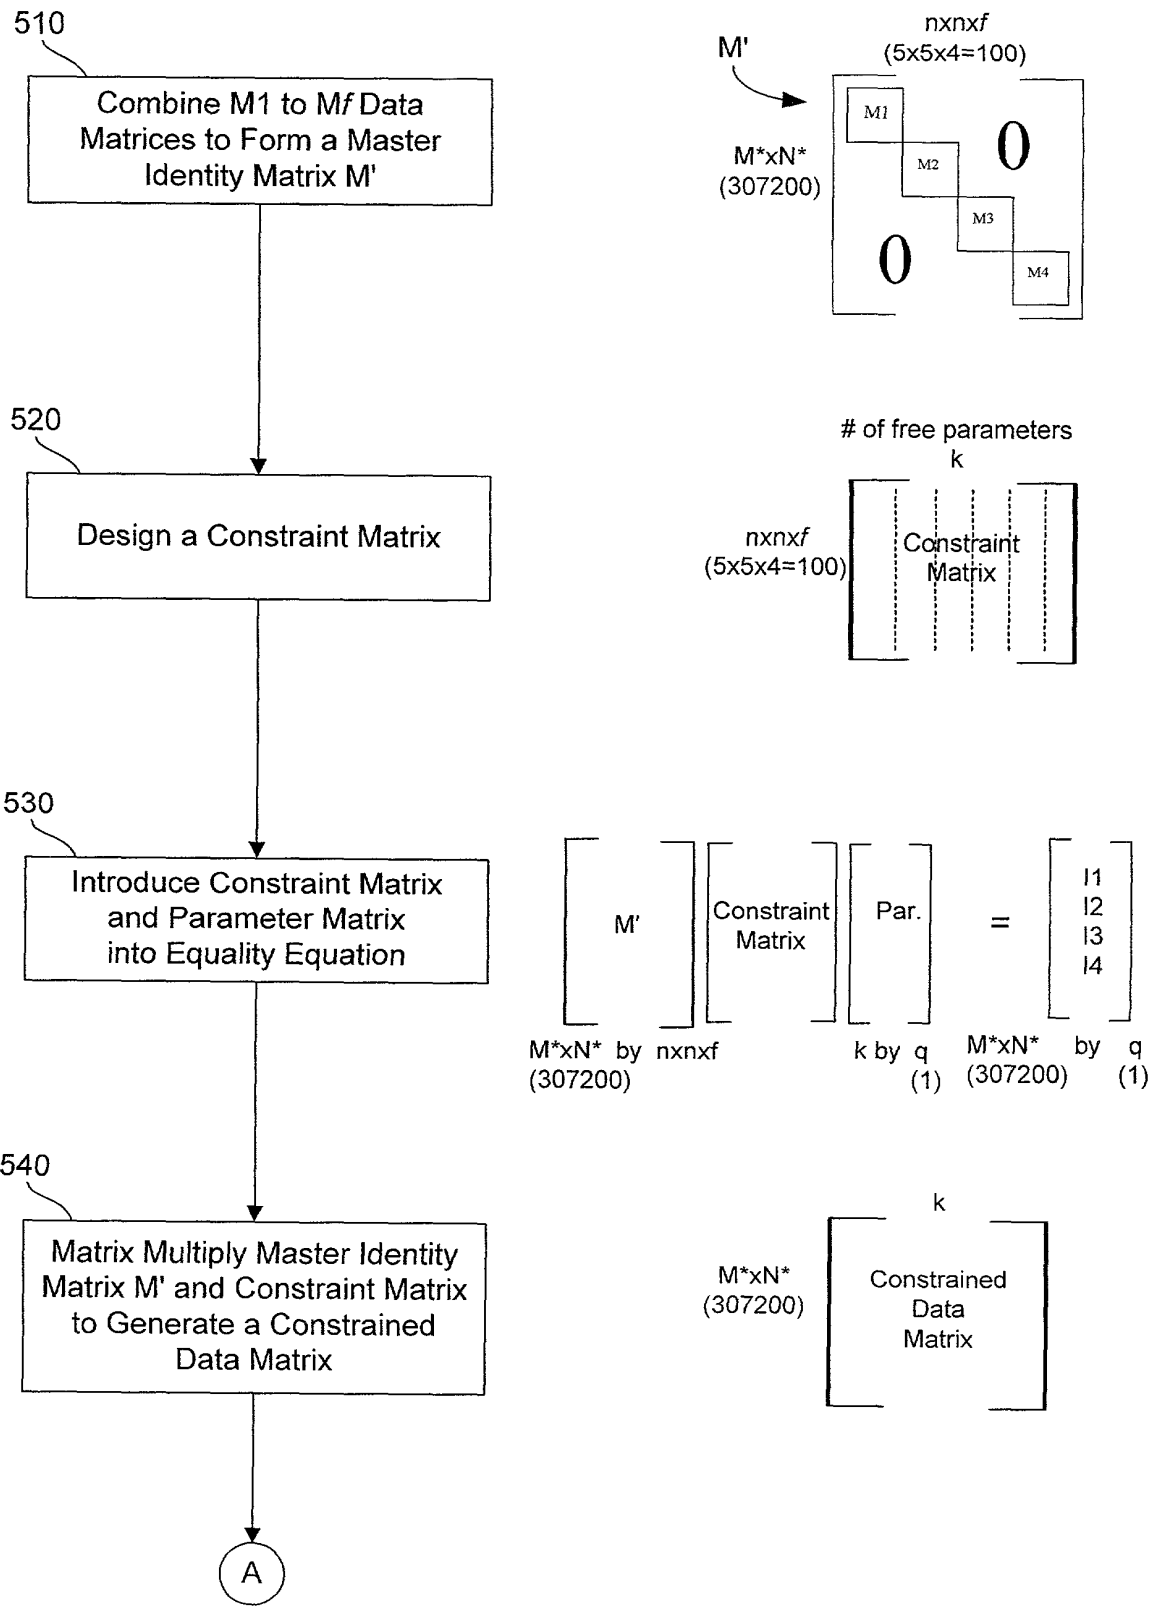 510
Combine M1 to Mf Data
Matrices to Form a Master
Identity Matrix M'
M'
nxnxf
(5x5x4=100)
M*xN*
(307200)
M1
M2
M3
M4
0
0
520
Design a Constraint Matrix
# of free parameters
k
nxnxf
(5x5x4=100)
Constraint
Matrix
530
Introduce Constraint Matrix
and Parameter Matrix
into Equality Equation
M'
Constraint
Matrix
Par.
=
I1
I2
I3
I4
M*xN* by nxnxf
(307200)
k by q
(1)
M*xN* by q
(307200) (1)
540
Matrix Multiply Master Identity
Matrix M' and Constraint Matrix
to Generate a Constrained
Data Matrix
k
M*xN*
(307200)
Constrained
Data
Matrix
A